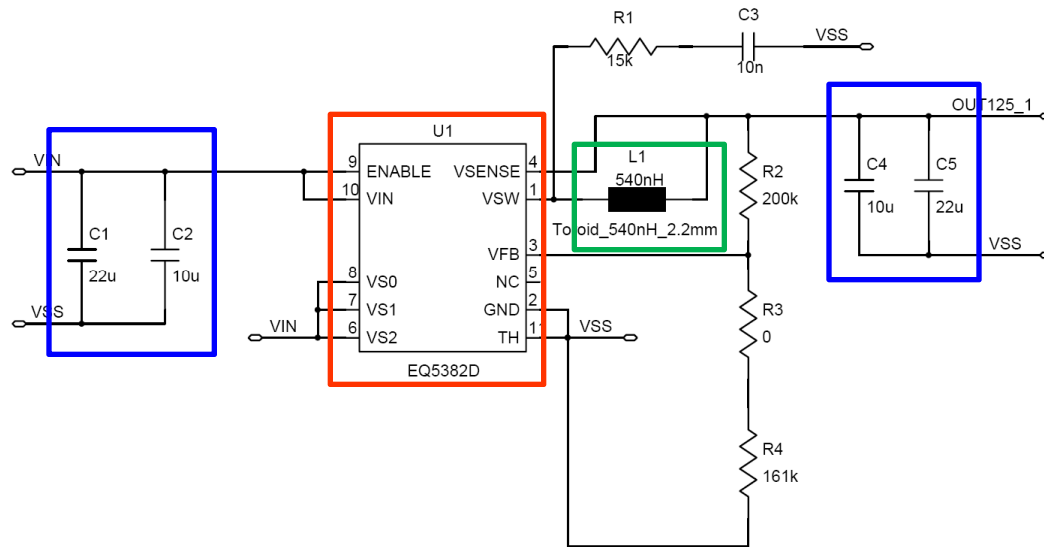 R1
15k
C3
10n
VSS
OUT125_1
VIN
C1
22u
C2
10u
VSS
U1
9 ENABLE
10 VIN
8 VS0
7 VS1
6 VS2
VSENSE 4
VSW 1
VFB 3
NC 5
GND 2
TH 11
EQ5382D
VIN
VSS
L1
540nH
Toroid_540nH_2.2mm
R2
200k
R3
0
R4
161k
C4
10u
C5
22u
VSS